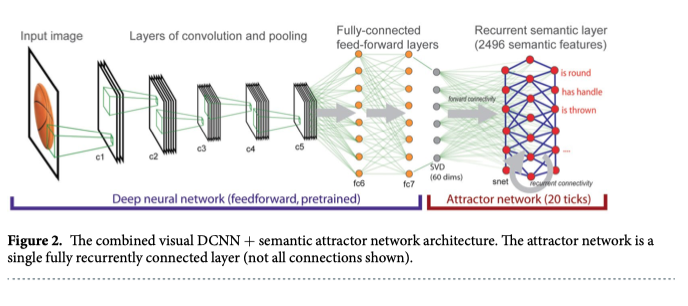 Input image
Layers of convolution and pooling
Fully-connected
feed-forward layers
Recurrent semantic layer
(2496 semantic features)
is round
has handle
is thrown
...
forward connectivity
c1
c2
c3
c4
c5
fc6
fc7
SVD
(60 dims)
snet
recurrent connectivity
Deep neural network (feedforward, pretrained)
Attractor network (20 ticks)
Figure 2. The combined visual DCNN + semantic attractor network architecture. The attractor network is a
single fully recurrently connected layer (not all connections shown).